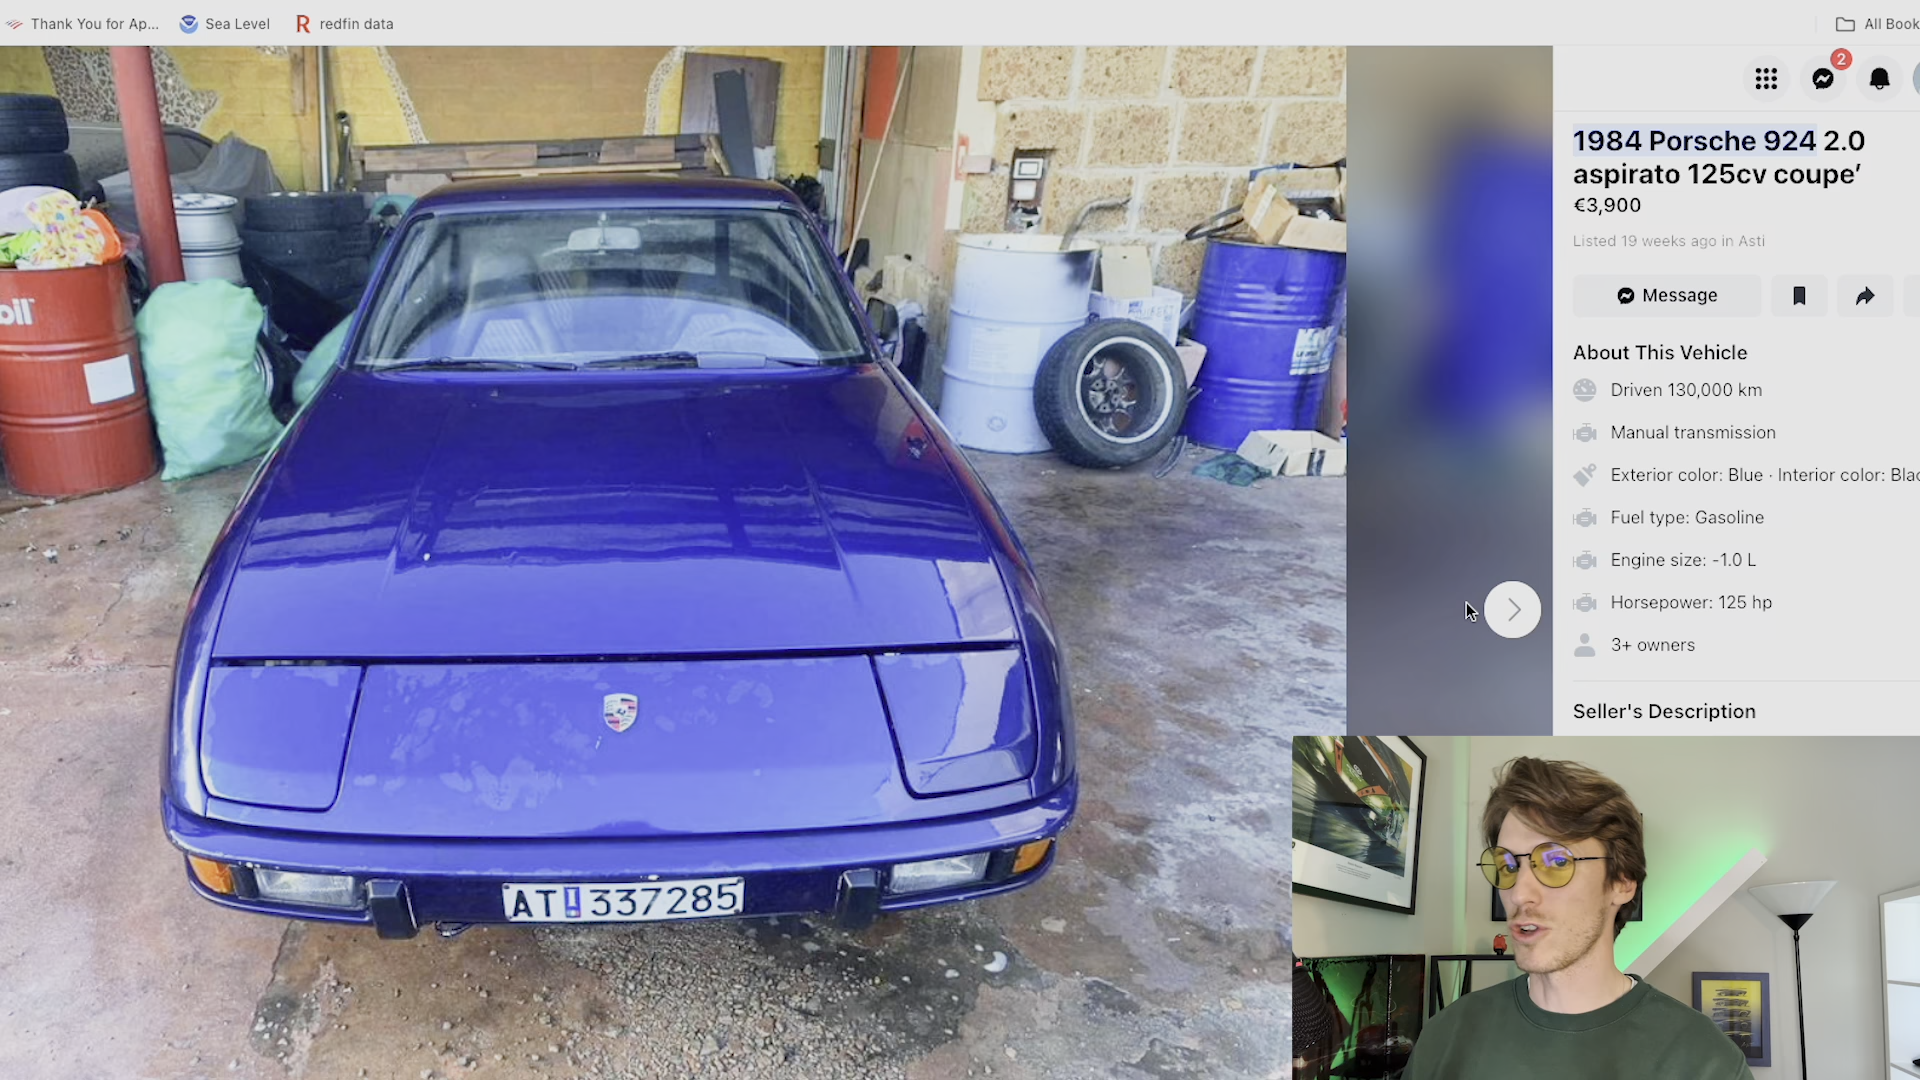 Thank You for Ap...
Sea Level
redfin data
All Book
2
1984 Porsche 924 2.0
aspirato 125cv coupe’
€3,900
Listed 19 weeks ago in Asti
Message
About This Vehicle
Driven 130,000 km
Manual transmission
Exterior color: Blue · Interior color: Blac
Fuel type: Gasoline
Engine size: -1.0 L
Horsepower: 125 hp
3+ owners
Seller's Description
oil
AT 337285